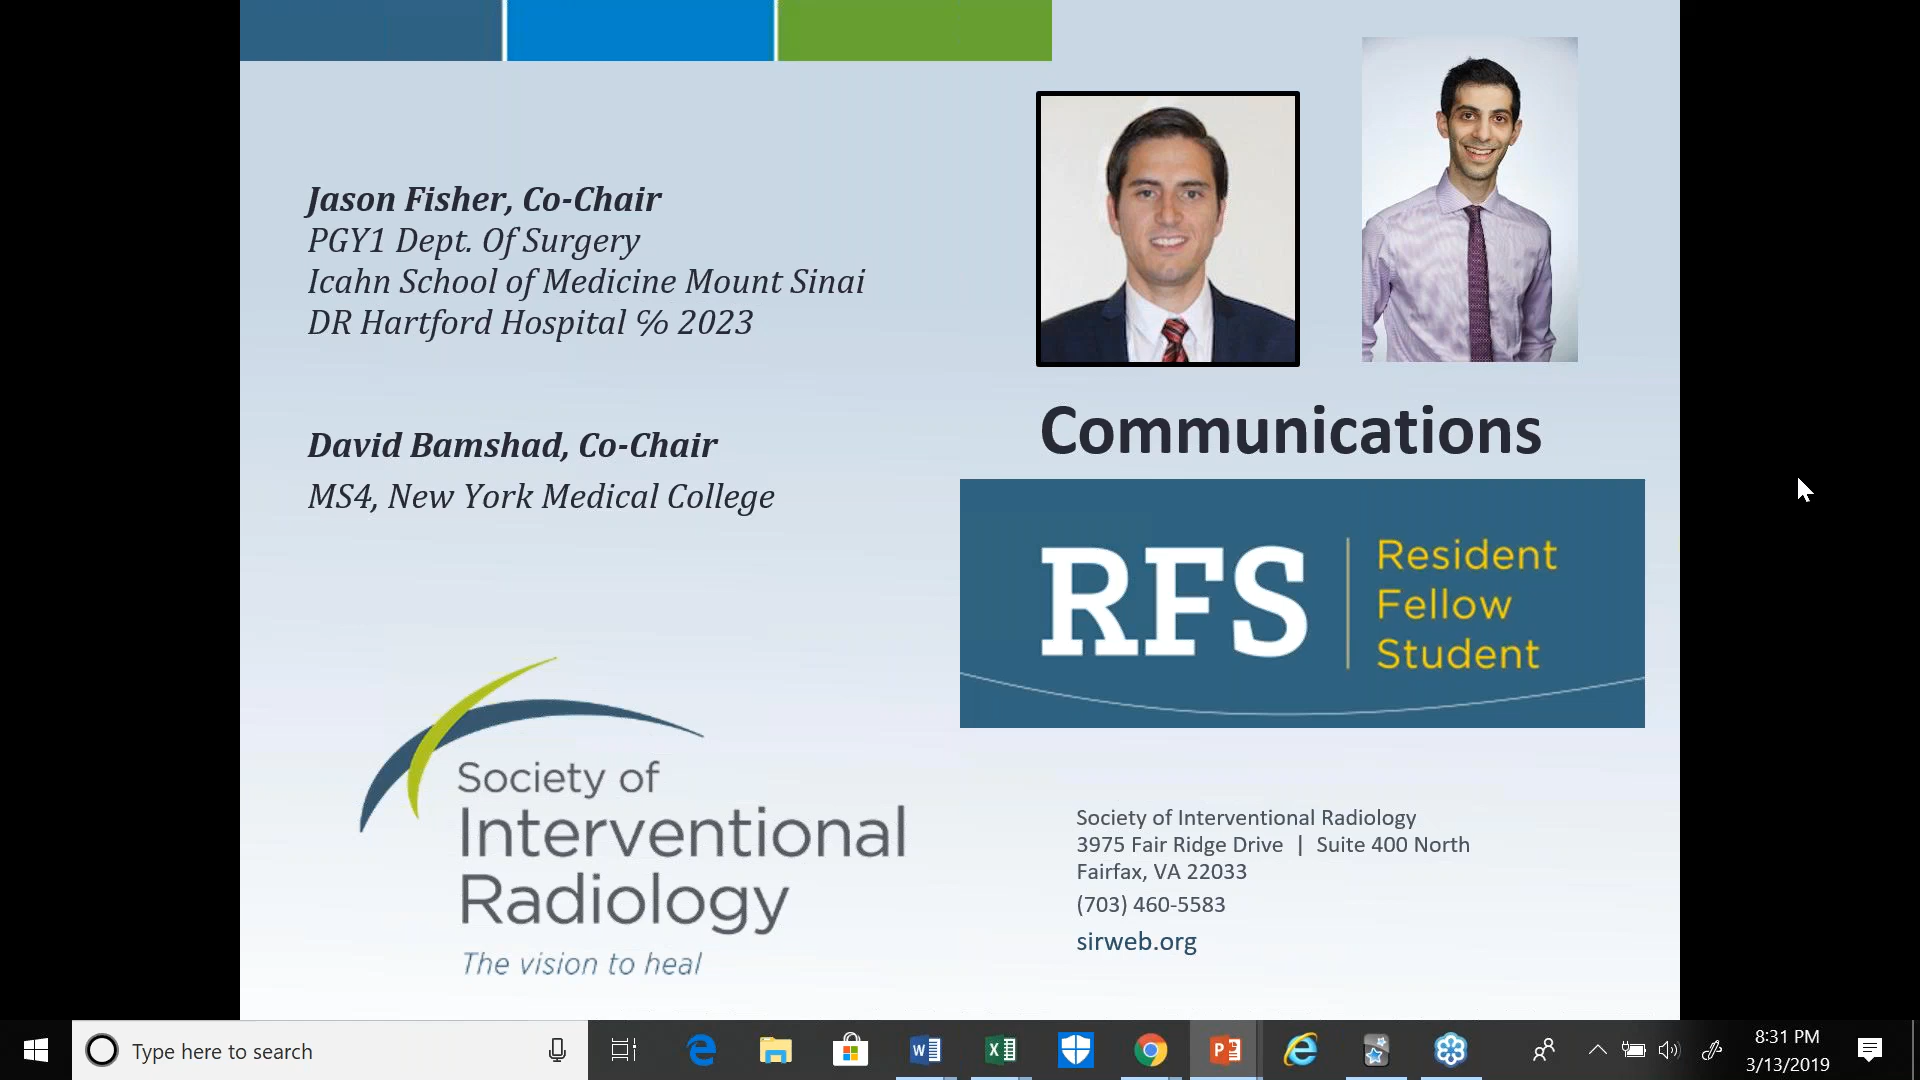 Jason Fisher, Co-Chair
PGY1 Dept. Of Surgery
Icahn School of Medicine Mount Sinai
DR Hartford Hospital ℅ 2023
David Bamshad, Co-Chair
MS4, New York Medical College
Communications
RFS
Resident
Fellow
Student
Society of
Interventional
Radiology
The vision to heal
Society of Interventional Radiology
3975 Fair Ridge Drive | Suite 400 North
Fairfax, VA 22033
(703) 460-5583
sirweb.org
Type here to search
8:31 PM
3/13/2019